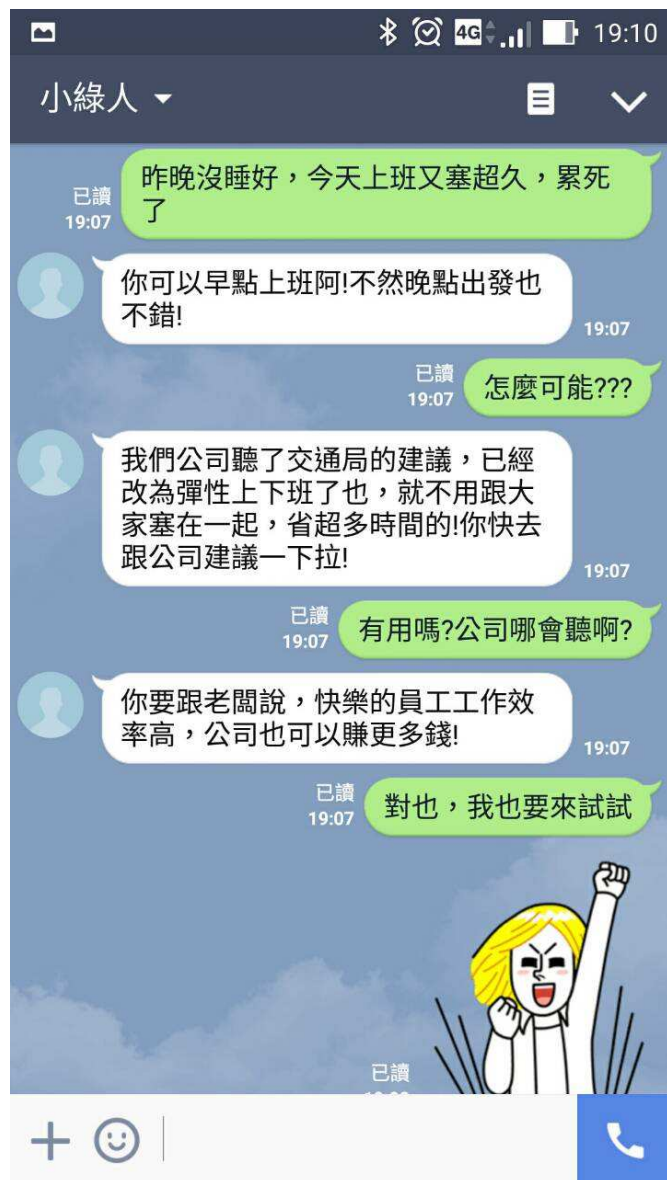 4G 19:10
小綠人
昨晚沒睡好，今天上班又塞超久，累死
了
已讀
19:07
你可以早點上班阿!不然晚點出發也
不錯!
19:07
已讀
19:07
怎麼可能???
我們公司聽了交通局的建議，已經
改為彈性上下班了也，就不用跟大
家塞在一起，省超多時間的!你快去
跟公司建議一下拉!
19:07
已讀
19:07
有用嗎?公司哪會聽啊?
你要跟老闆說，快樂的員工工作效
率高，公司也可以賺更多錢!
19:07
已讀
19:07
對也，我也要來試試
已讀